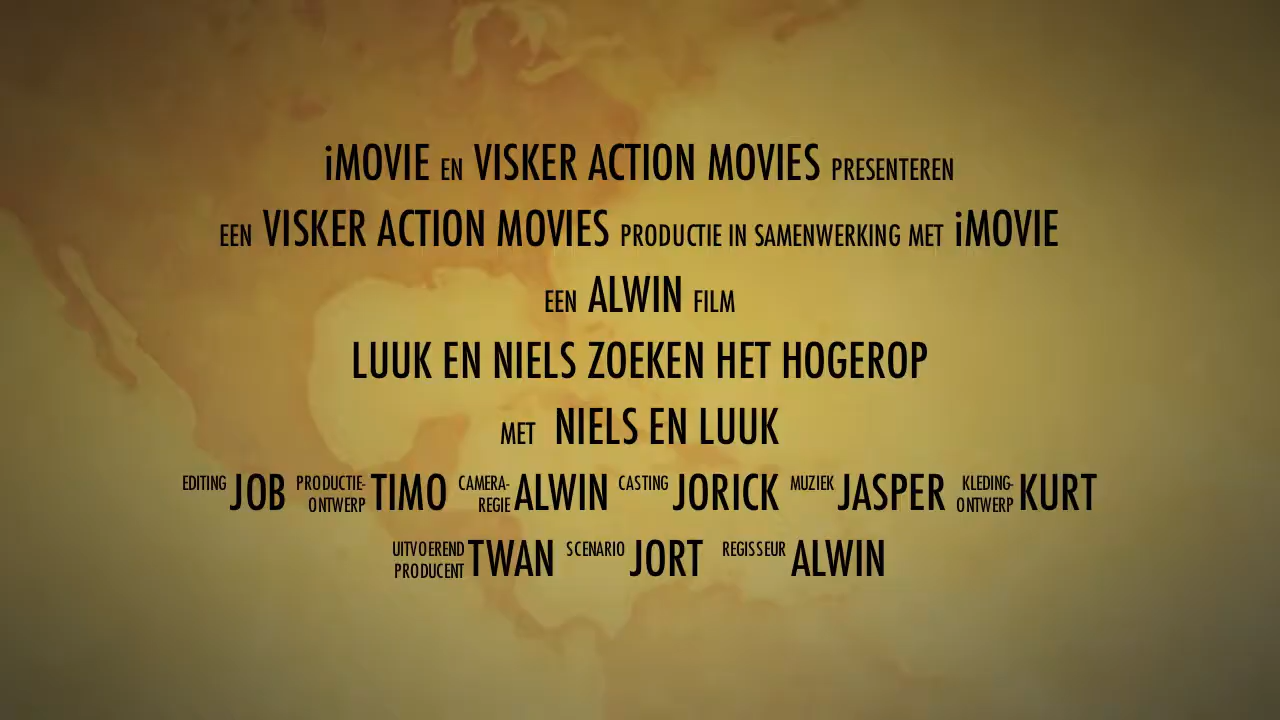 iMOVIE EN VISKER ACTION MOVIES PRESENTEREN
EEN VISKER ACTION MOVIES PRODUCTIE IN SAMENWERKING MET iMOVIE
EEN ALWIN FILM
LUUK EN NIELS ZOEKEN HET HOGEROP
MET NIELS EN LUUK
EDITING JOB PRODUCTIE-ONTWERP TIMO CAMERA-REGIE ALWIN CASTING JORICK MUZIEK JASPER KLEDING-ONTWERP KURT
UITVOEREND PRODUCENT TWAN SCENARIO JORT REGISSEUR ALWIN